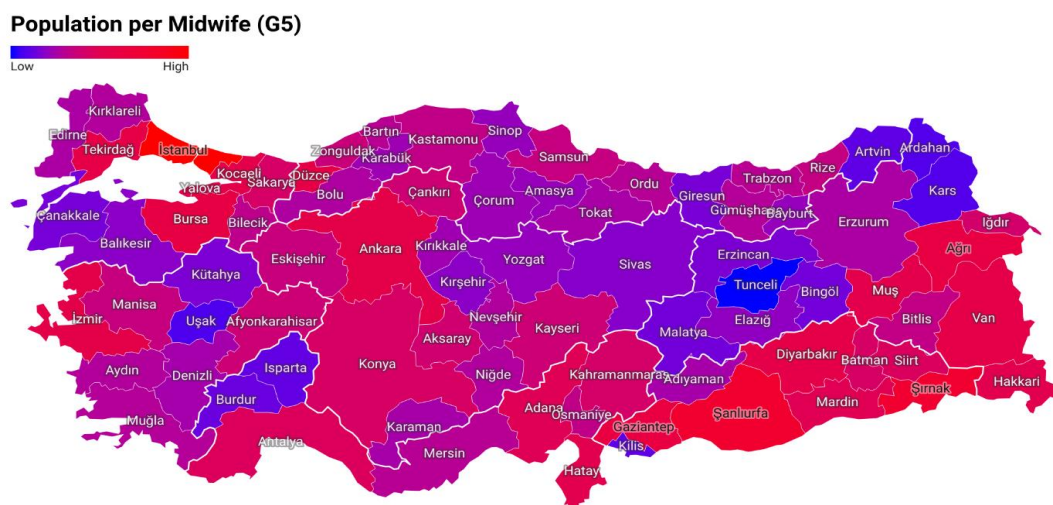 Population per Midwife (G5)
Low High
Kırklareli
Edirne
Tekirdağ
İstanbul
Kocaeli
Yalova
Sakarya
Düzce
Zonguldak
Bartın
Karabük
Kastamonu
Sinop
Samsun
Bolu
Çankırı
Çorum
Amasya
Tokat
Ordu
Giresun
Trabzon
Rize
Artvin
Ardahan
Kars
Gümüşhane
Bayburt
Erzurum
Iğdır
Ağrı
Çanakkale
Balıkesir
Bursa
Bilecik
Eskişehir
Ankara
Kırıkkale
Kırşehir
Yozgat
Sivas
Erzincan
Tunceli
Bingöl
Muş
Bitlis
Van
Kütahya
Manisa
İzmir
Uşak
Afyonkarahisar
Konya
Aksaray
Nevşehir
Kayseri
Malatya
Elazığ
Diyarbakır
Batman
Siirt
Şırnak
Hakkari
Aydın
Denizli
Isparta
Burdur
Muğla
Antalya
Karaman
Niğde
Mersin
Adana
Osmaniye
Kahramanmaraş
Adıyaman
Gaziantep
Kilis
Şanlıurfa
Mardin
Hatay